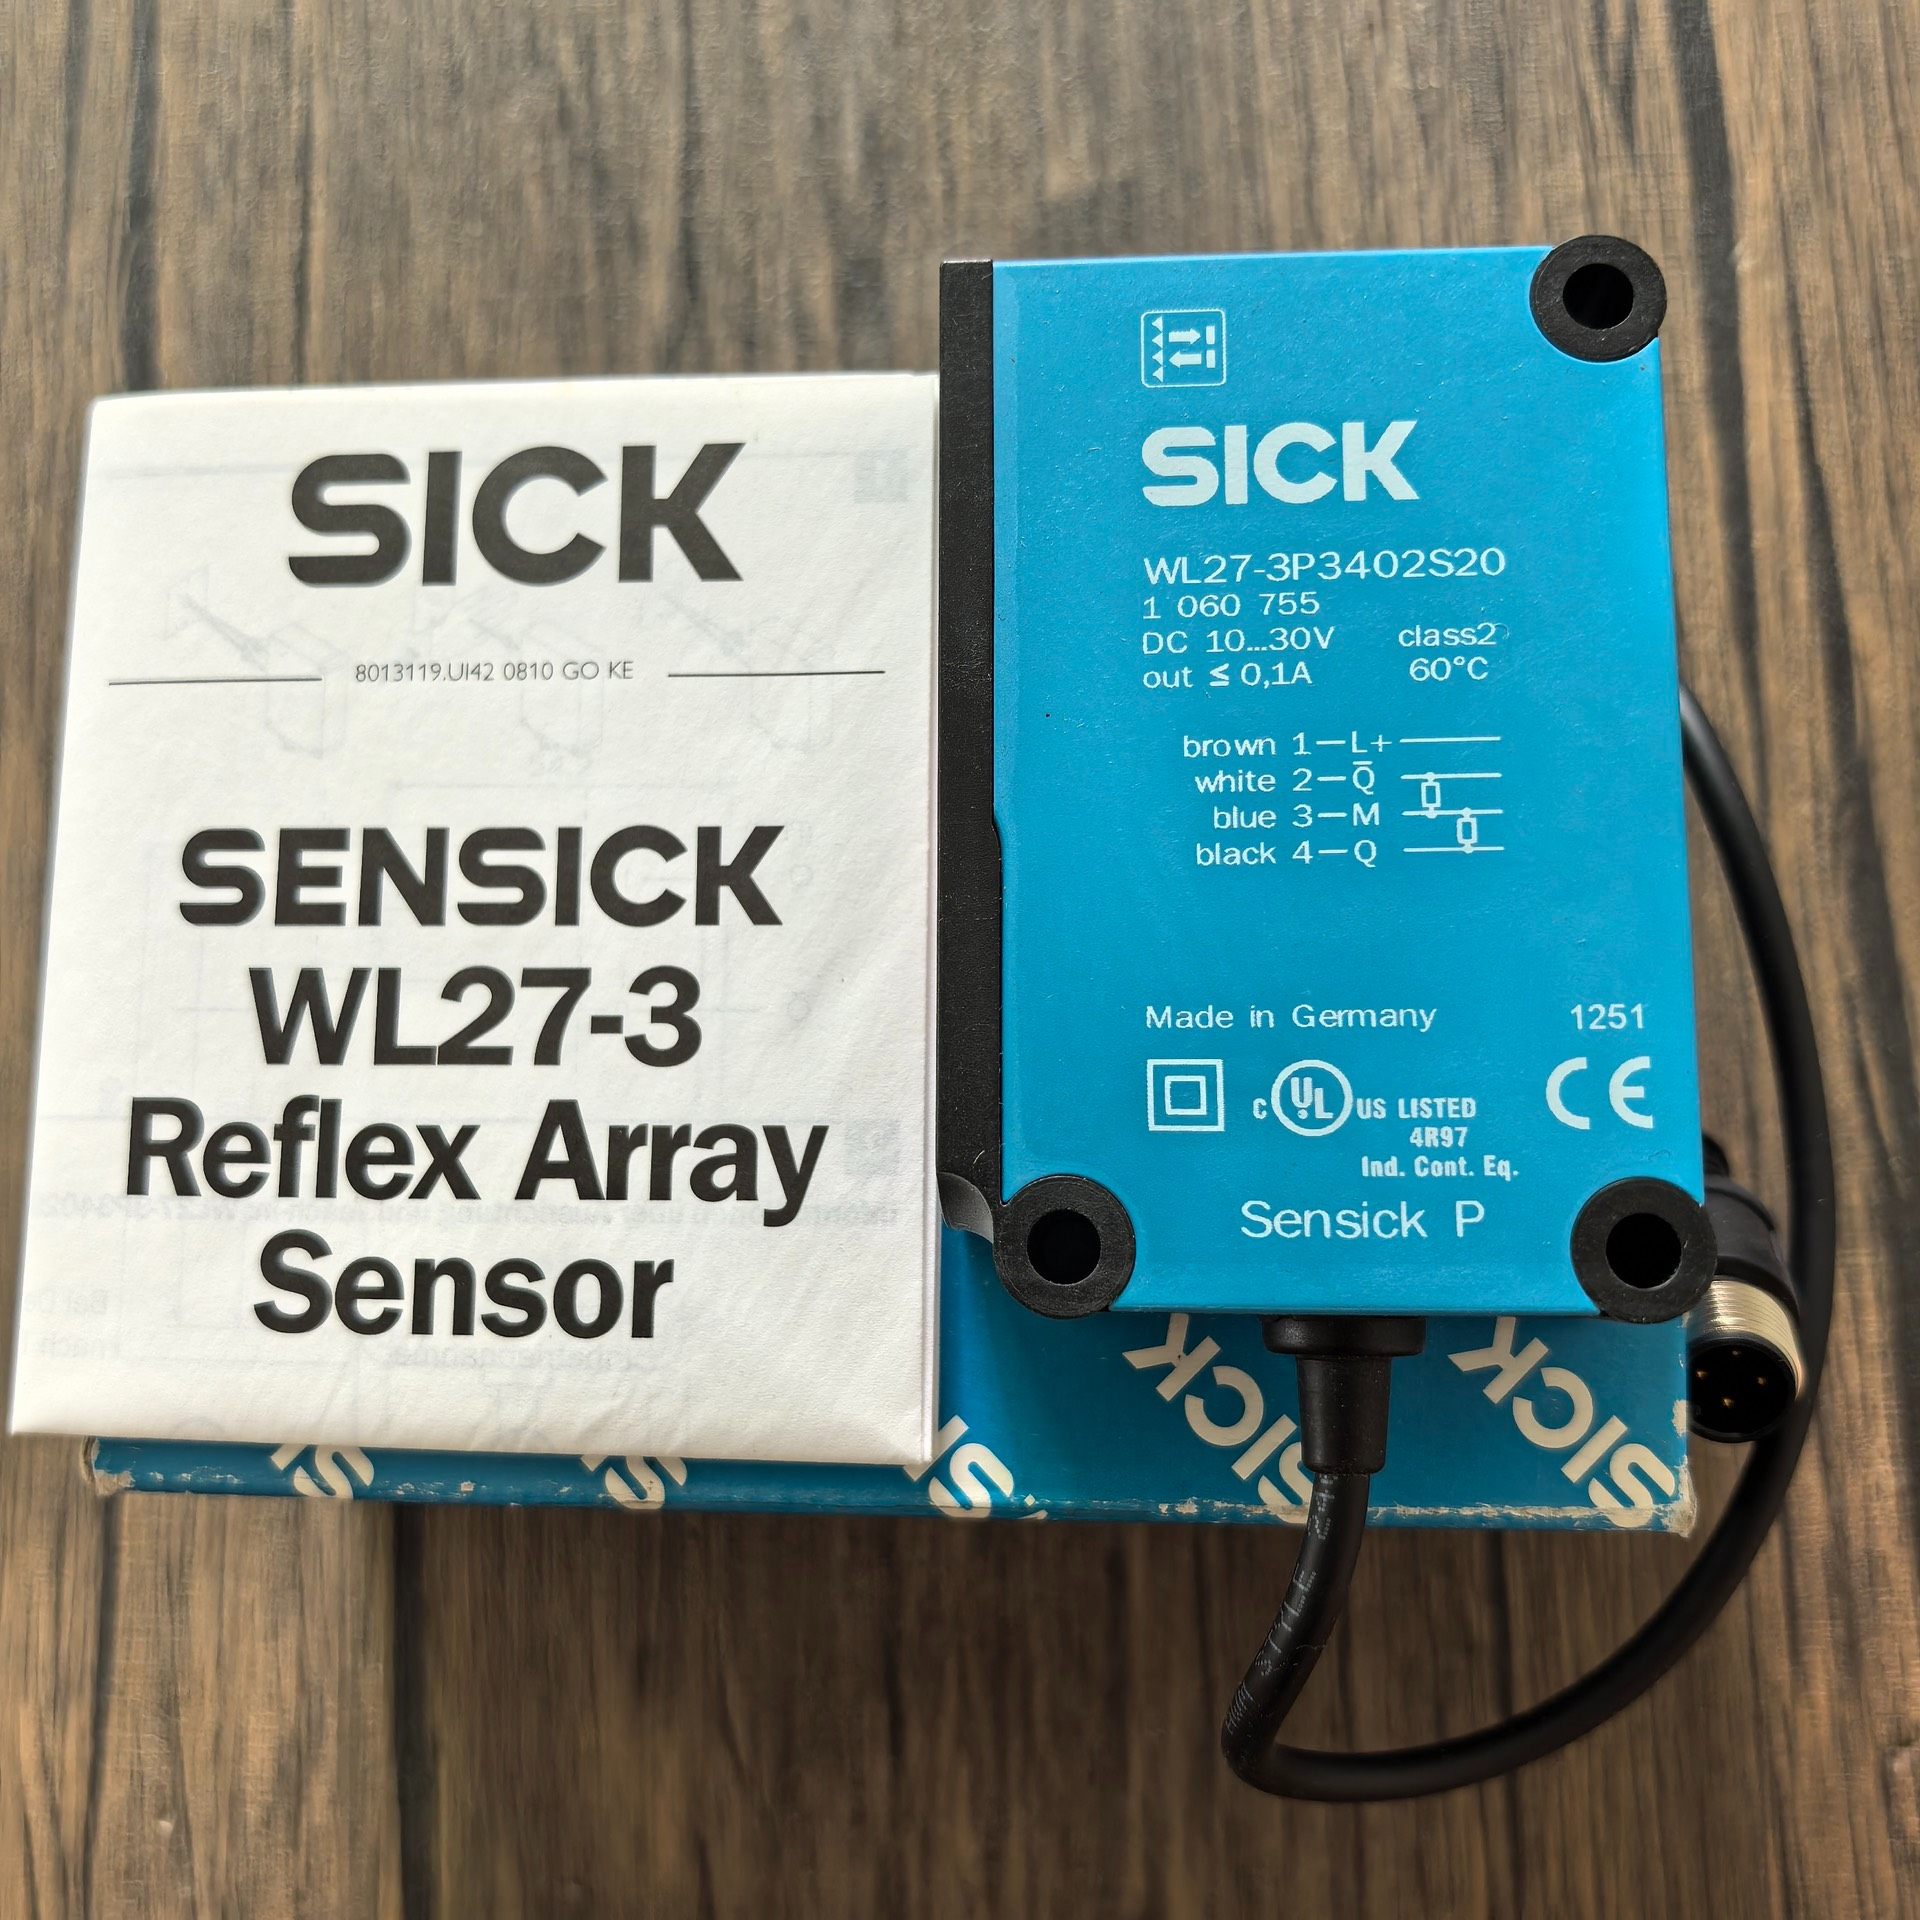 SICK
8013119.UI42 0810 GO KE
SENSICK
WL27-3
Reflex Array
Sensor
SICK
WL27-3P3402S20
1 060 755
DC 10...30V class2
out ≤ 0,1A 60°C
brown 1—L+
white 2—Q̅
blue 3—M
black 4—Q
Made in Germany 1251
C UL US LISTED CE
4R97
Ind. Cont. Eq.
Sensick P
SICK
SICK